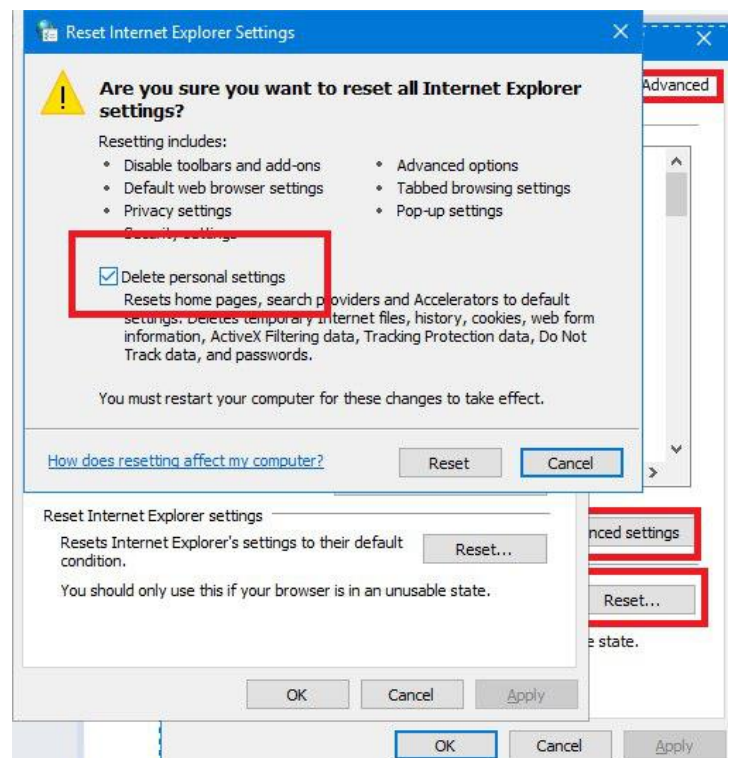 Reset Internet Explorer Settings
Advanced
Are you sure you want to reset all Internet Explorer
settings?
Resetting includes:
Disable toolbars and add-ons
Advanced options
Default web browser settings
Tabbed browsing settings
Privacy settings
Pop-up settings
Security settings
Delete personal settings
Resets home pages, search providers and Accelerators to default
settings. Deletes temporary Internet files, history, cookies, web form
information, ActiveX Filtering data, Tracking Protection data, Do Not
Track data, and passwords.
You must restart your computer for these changes to take effect.
How does resetting affect my computer?
Reset
Cancel
Reset Internet Explorer settings
Resets Internet Explorer's settings to their default
condition.
Reset...
You should only use this if your browser is in an unusable state.
nced settings
Reset...
e state.
OK
Cancel
Apply
OK
Cancel
Apply